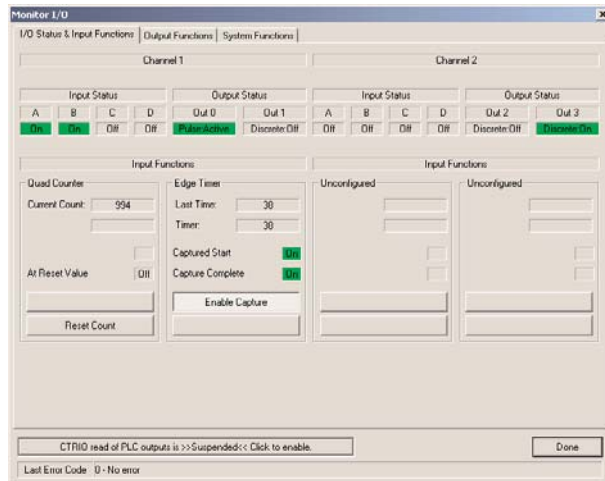 Monitor I/O
I/O Status & Input Functions Output Functions System Functions
Channel 1 Channel 2
Input Status Output Status Input Status Output Status
A B C D Out 0 Out 1 A B C D Out 2 Out 3
On On Off Off Pulse:Active Discrete:Off Off Off Off Off Discrete:Off Discrete:On
Input Functions Input Functions
Quad Counter Edge Timer Unconfigured Unconfigured
Current Count: 994 Last Time: 30
Timer: 30
Captured Start On
At Reset Value Off Capture Complete On
Enable Capture
Reset Count
CTRIO read of PLC outputs is >>Suspended<< Click to enable. Done
Last Error Code 0 - No error